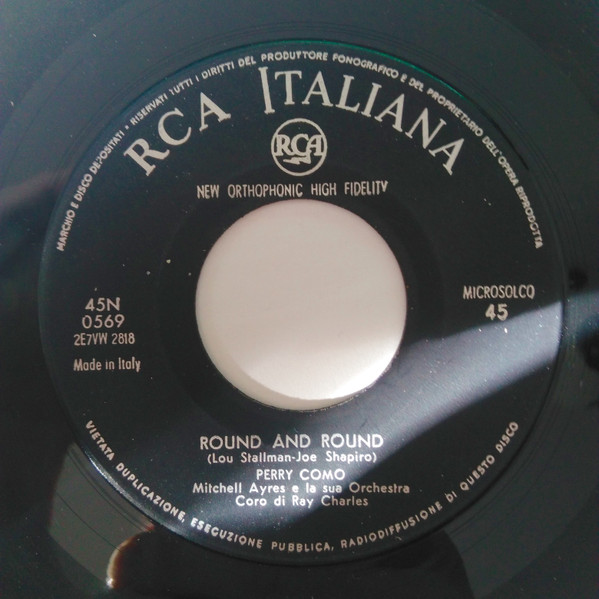 MARCHIO E DISCO DEPOSITATI • RISERVATI TUTTI I DIRITTI DEL PRODUTTORE FONOGRAFICO E DEL PROPRIETARIO DELL'OPERA RIPRODOTTA
RCA ITALIANA
RCA
NEW ORTHOPHONIC HIGH FIDELITY
45N
0569
2E7VW 2818
Made in Italy
MICROSOLCO
45
ROUND AND ROUND
(Lou Stallman-Joe Shapiro)
PERRY COMO
Mitchell Ayres e la sua Orchestra
Coro di Ray Charles
VIETATA DUPLICAZIONE, ESECUZIONE PUBBLICA, RADIODIFFUSIONE DI QUESTO DISCO